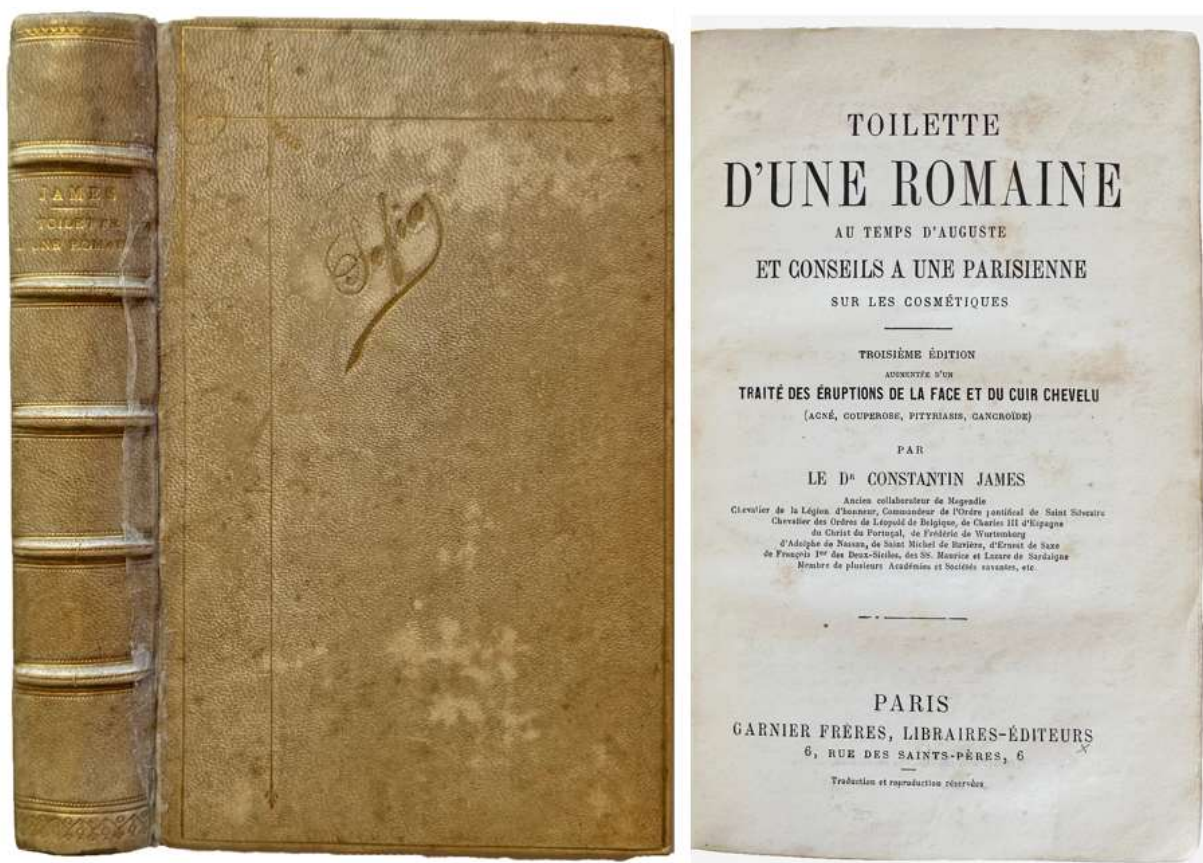 JAMES
TOILETTE
D'UNE ROMAI
Sofia
TOILETTE
D'UNE ROMAINE
AU TEMPS D'AUGUSTE
ET CONSEILS A UNE PARISIENNE
SUR LES COSMÉTIQUES
TROISIÈME ÉDITION
AUGMENTÉE D'UN
TRAITÉ DES ÉRUPTIONS DE LA FACE ET DU CUIR CHEVELU
(ACNÉ, COUPEROSE, PITYRIASIS, CANCROÏDE)
PAR
LE DR CONSTANTIN JAMES
Ancien collaborateur de Magendie
Chevalier de la Légion d'honneur, Commandeur de l'Ordre pontifical de Saint Silvestre
Chevalier des Ordres de Léopold de Belgique, de Charles III d'Espagne
du Christ du Portugal, de Frédéric de Wurtemburg
d'Adolphe de Nassau, de Saint Michel de Bavière, d'Ernest de Saxe
de François Ier des Deux-Siciles, des SS. Maurice et Lazare de Sardaigne
Membre de plusieurs Académies et Sociétés savantes, etc.
PARIS
GARNIER FRÈRES, LIBRAIRES-ÉDITEURS
6, RUE DES SAINTS-PÈRES, 6
Traduction et reproduction réservées